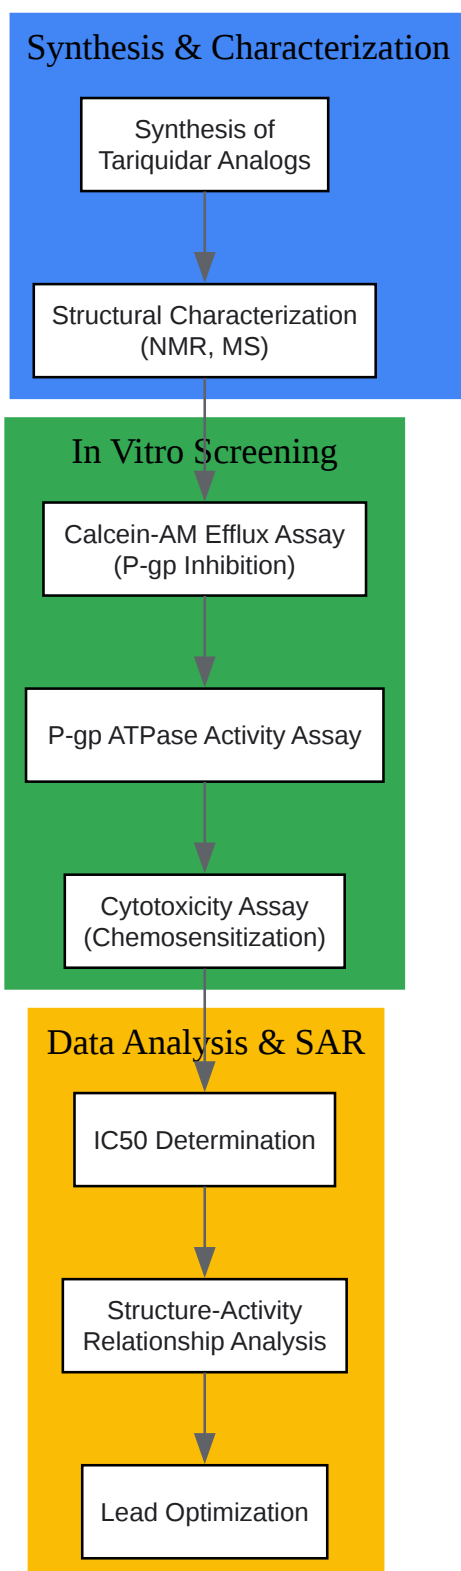 Synthesis & Characterization
Synthesis of
Tariquidar Analogs
Structural Characterization
(NMR, MS)
In Vitro Screening
Calcein-AM Efflux Assay
(P-gp Inhibition)
P-gp ATPase Activity Assay
Cytotoxicity Assay
(Chemosensitization)
Data Analysis & SAR
IC50 Determination
Structure-Activity
Relationship Analysis
Lead Optimization